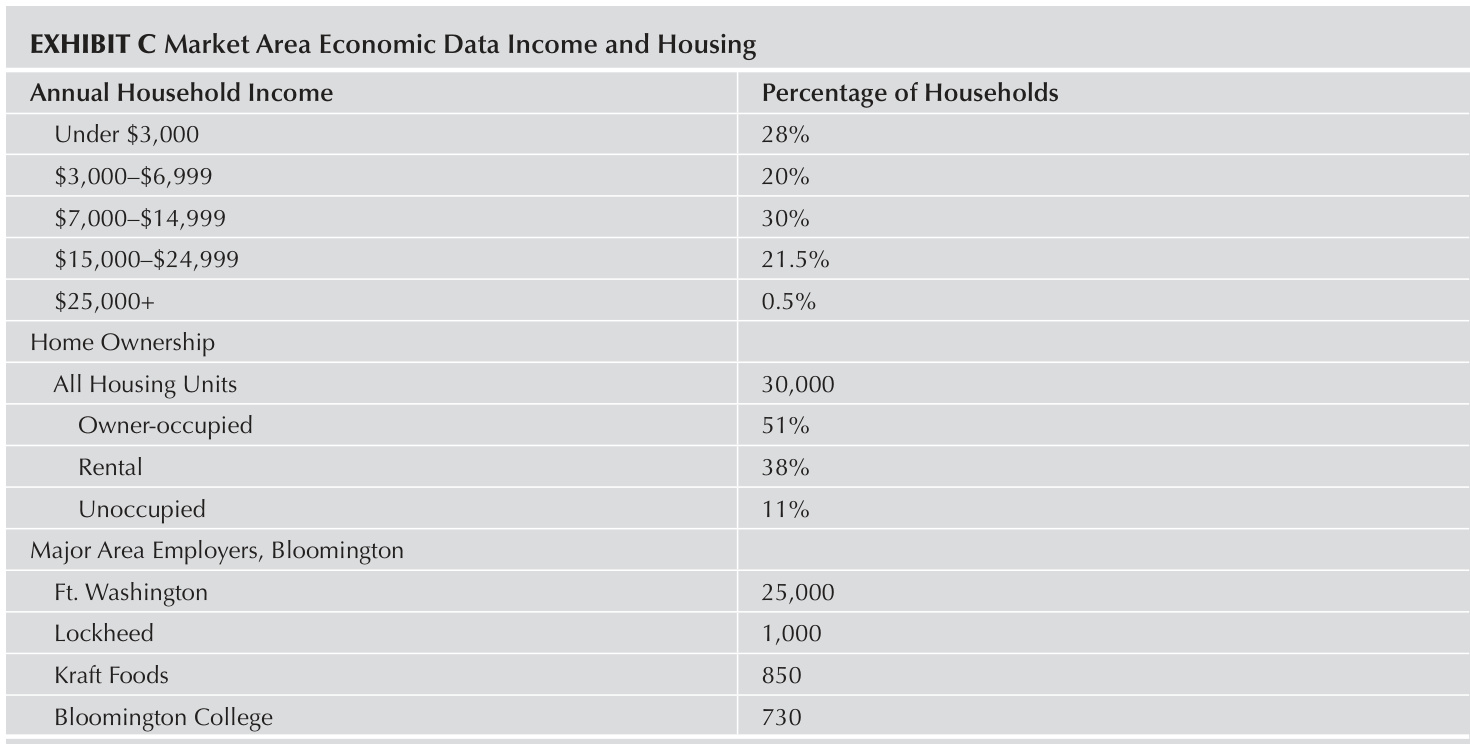 EXHIBIT C Market Area Economic Data Income and Housing
Annual Household Income Percentage of Households
Under $3,000 28%
$3,000–$6,999 20%
$7,000–$14,999 30%
$15,000–$24,999 21.5%
$25,000+ 0.5%
Home Ownership
All Housing Units 30,000
Owner-occupied 51%
Rental 38%
Unoccupied 11%
Major Area Employers, Bloomington
Ft. Washington 25,000
Lockheed 1,000
Kraft Foods 850
Bloomington College 730